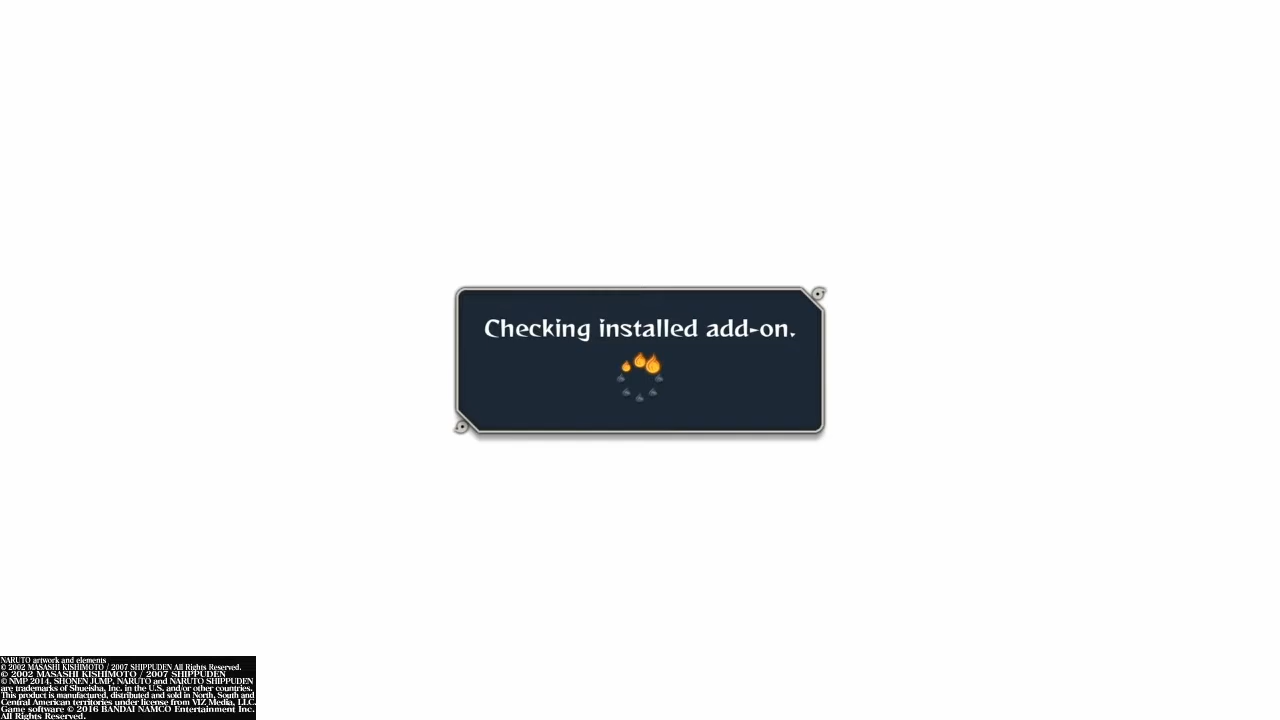 Checking installed add-on.
NARUTO artwork and elements
© 2002 MASASHI KISHIMOTO / 2007 SHIPPUDEN All Rights Reserved.
© 2002 MASASHI KISHIMOTO / 2007 SHIPPUDEN
© NMP 2014. SHONEN JUMP, NARUTO and NARUTO SHIPPUDEN
are trademarks of Shueisha, Inc. in the U.S. and/or other countries.
This product is manufactured, distributed and sold in North, South and
Central American territories under license from VIZ Media, LLC.
Game software © 2016 BANDAI NAMCO Entertainment Inc.
All Rights Reserved.